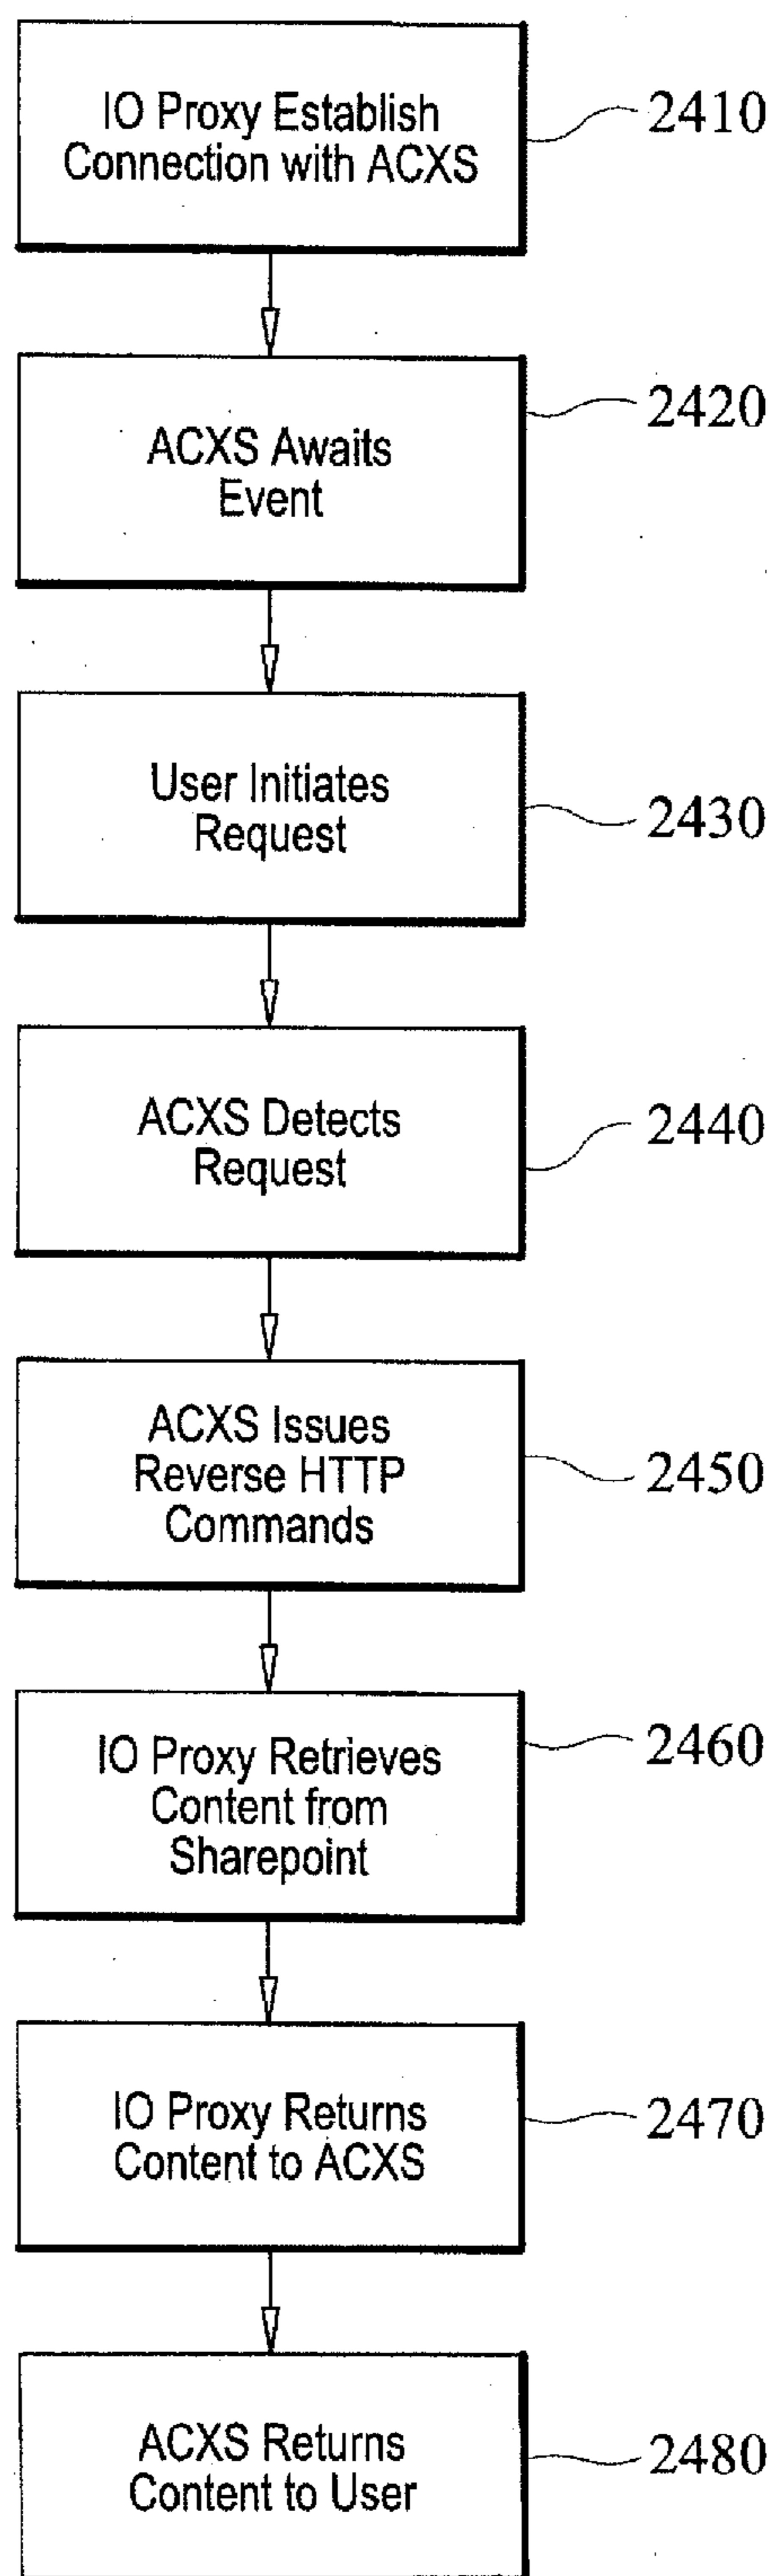 IO Proxy Establish
Connection with ACXS
2410
ACXS Awaits
Event
2420
User Initiates
Request
2430
ACXS Detects
Request
2440
ACXS Issues
Reverse HTTP
Commands
2450
IO Proxy Retrieves
Content from
Sharepoint
2460
IO Proxy Returns
Content to ACXS
2470
ACXS Returns
Content to User
2480